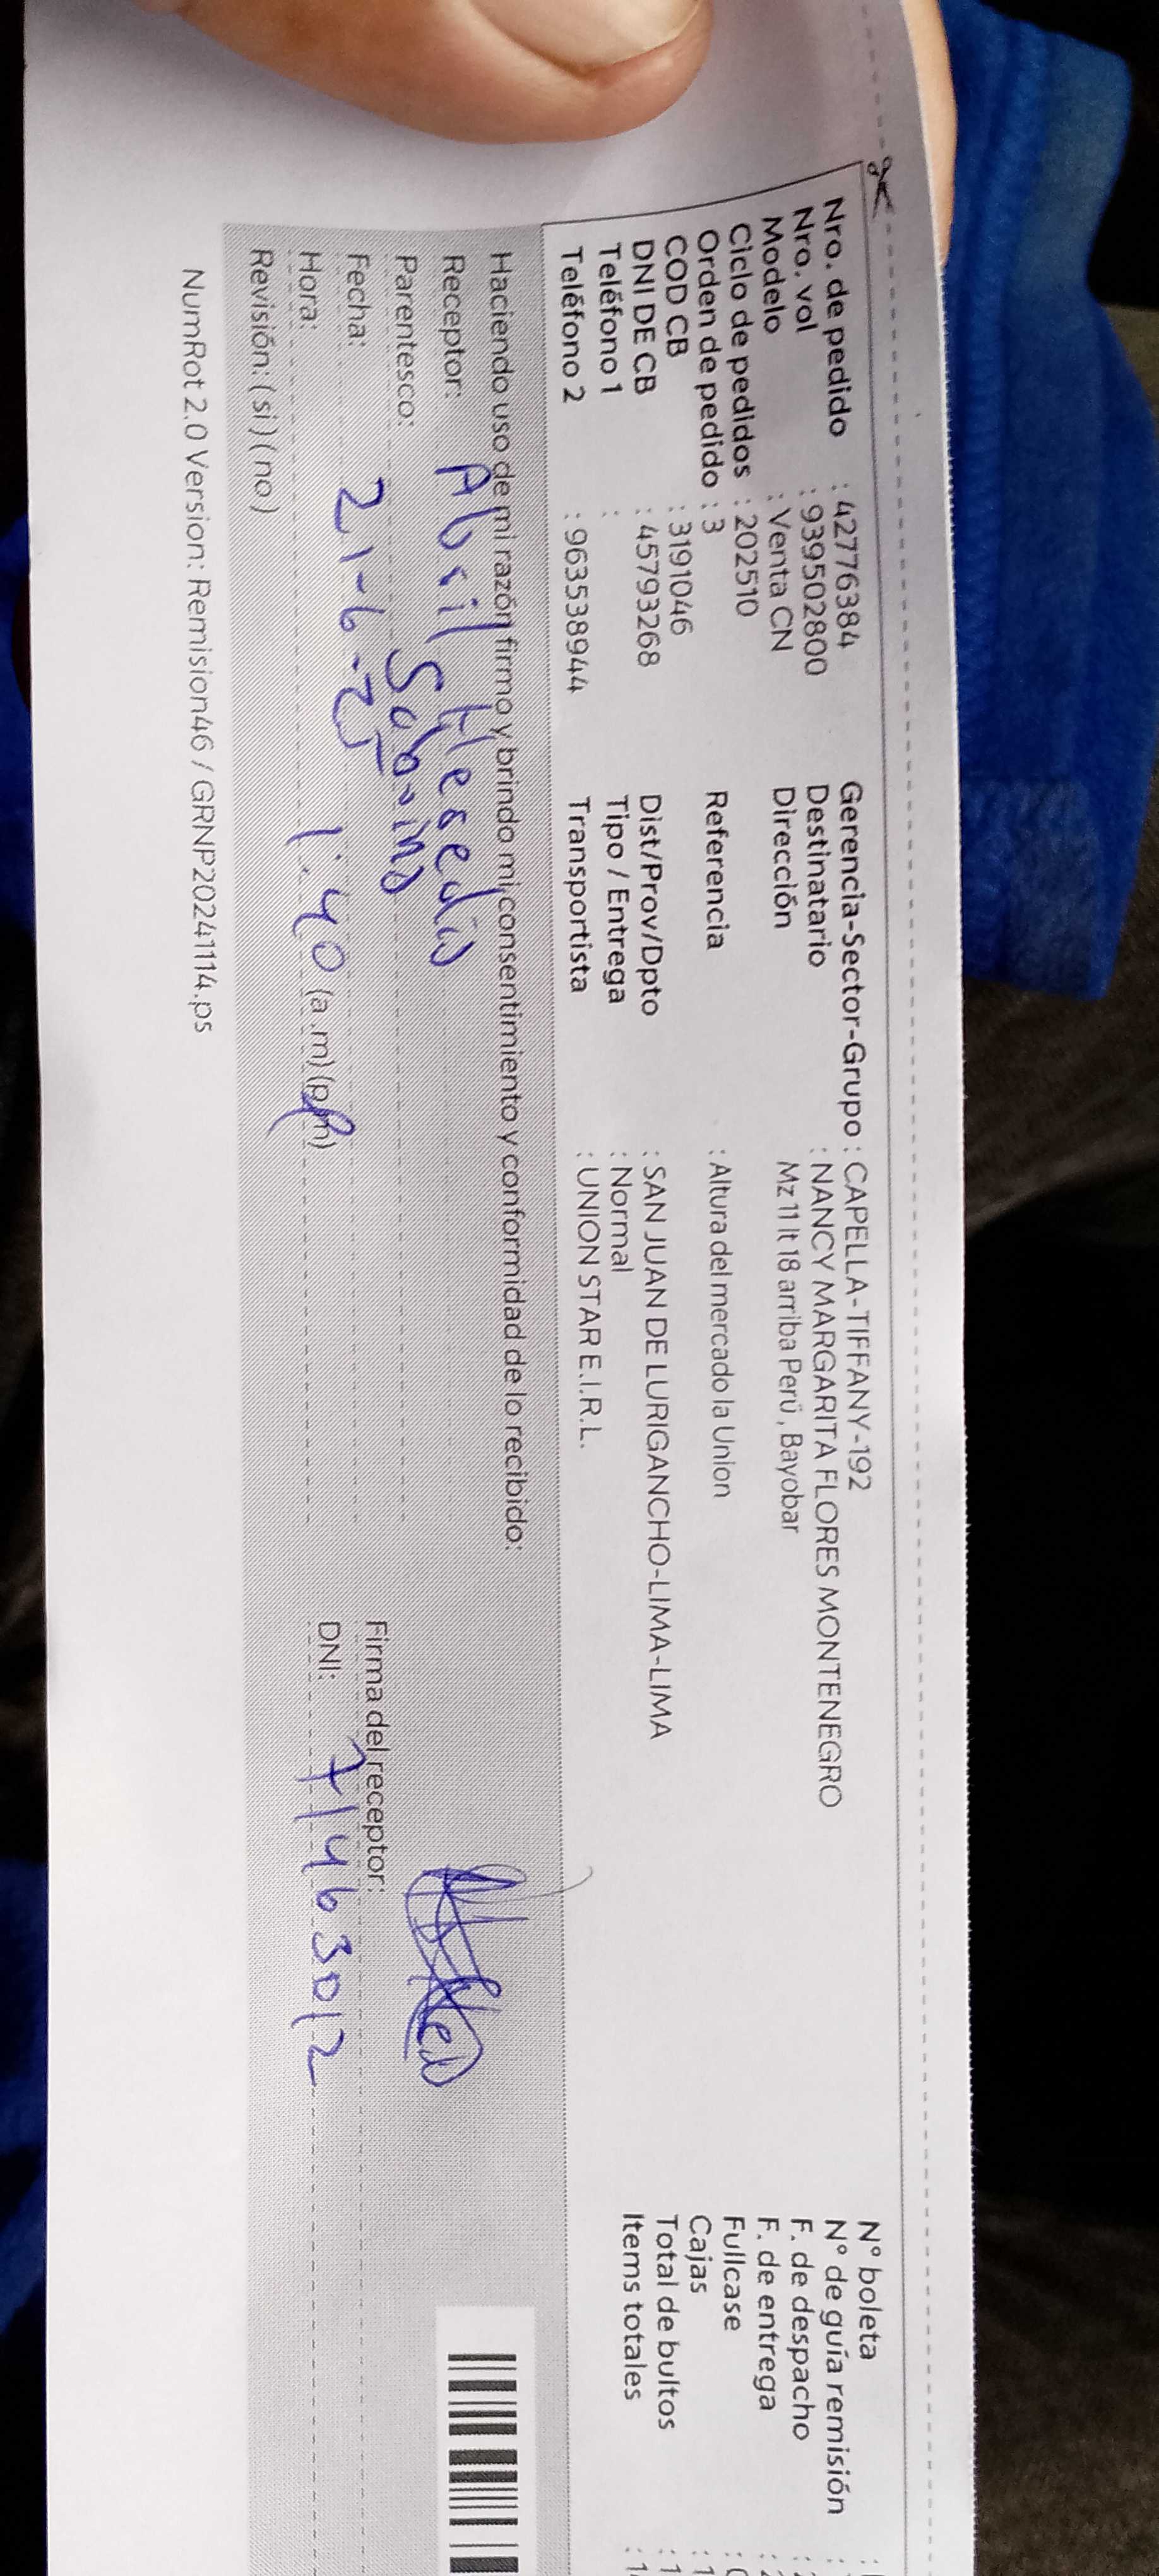 Nro. de pedido : 42776384
Nro. vol : 939502800
Modelo : Venta CN
Ciclo de pedidos : 202510
Orden de pedido : 3
COD CB : 3191046
DNI DE CB : 45793268
Teléfono 1 :
Teléfono 2 : 963538944
Gerencia-Sector-Grupo : CAPELLA-TIFFANY-192
Destinatario : NANCY MARGARITA FLORES MONTENEGRO
Dirección Mz 11 lt 18 arriba Perú , Bayobar
Referencia : Altura del mercado la Union
Dist/Prov/Dpto : SAN JUAN DE LURIGANCHO-LIMA-LIMA
Tipo / Entrega : Normal
Transportista : UNION STAR E.I.R.L.
N° boleta :
N° de guía remisión :
F. de despacho :
F. de entrega :
Fullcase :
Cajas : 1
Total de bultos : 1
Items totales :
Haciendo uso de mi razón firmo y brindo mi consentimiento y conformidad de lo recibido:
Receptor: Abril Heredia
Parentesco: Sobrina
Fecha: 21-6-25
Hora: 1:40 (a.m)(p.m)
Revisión: (si) (no)
Firma del receptor:
DNI: 71463012
NumRot 2.0 Version: Remision46 / GRNP20241114.ps